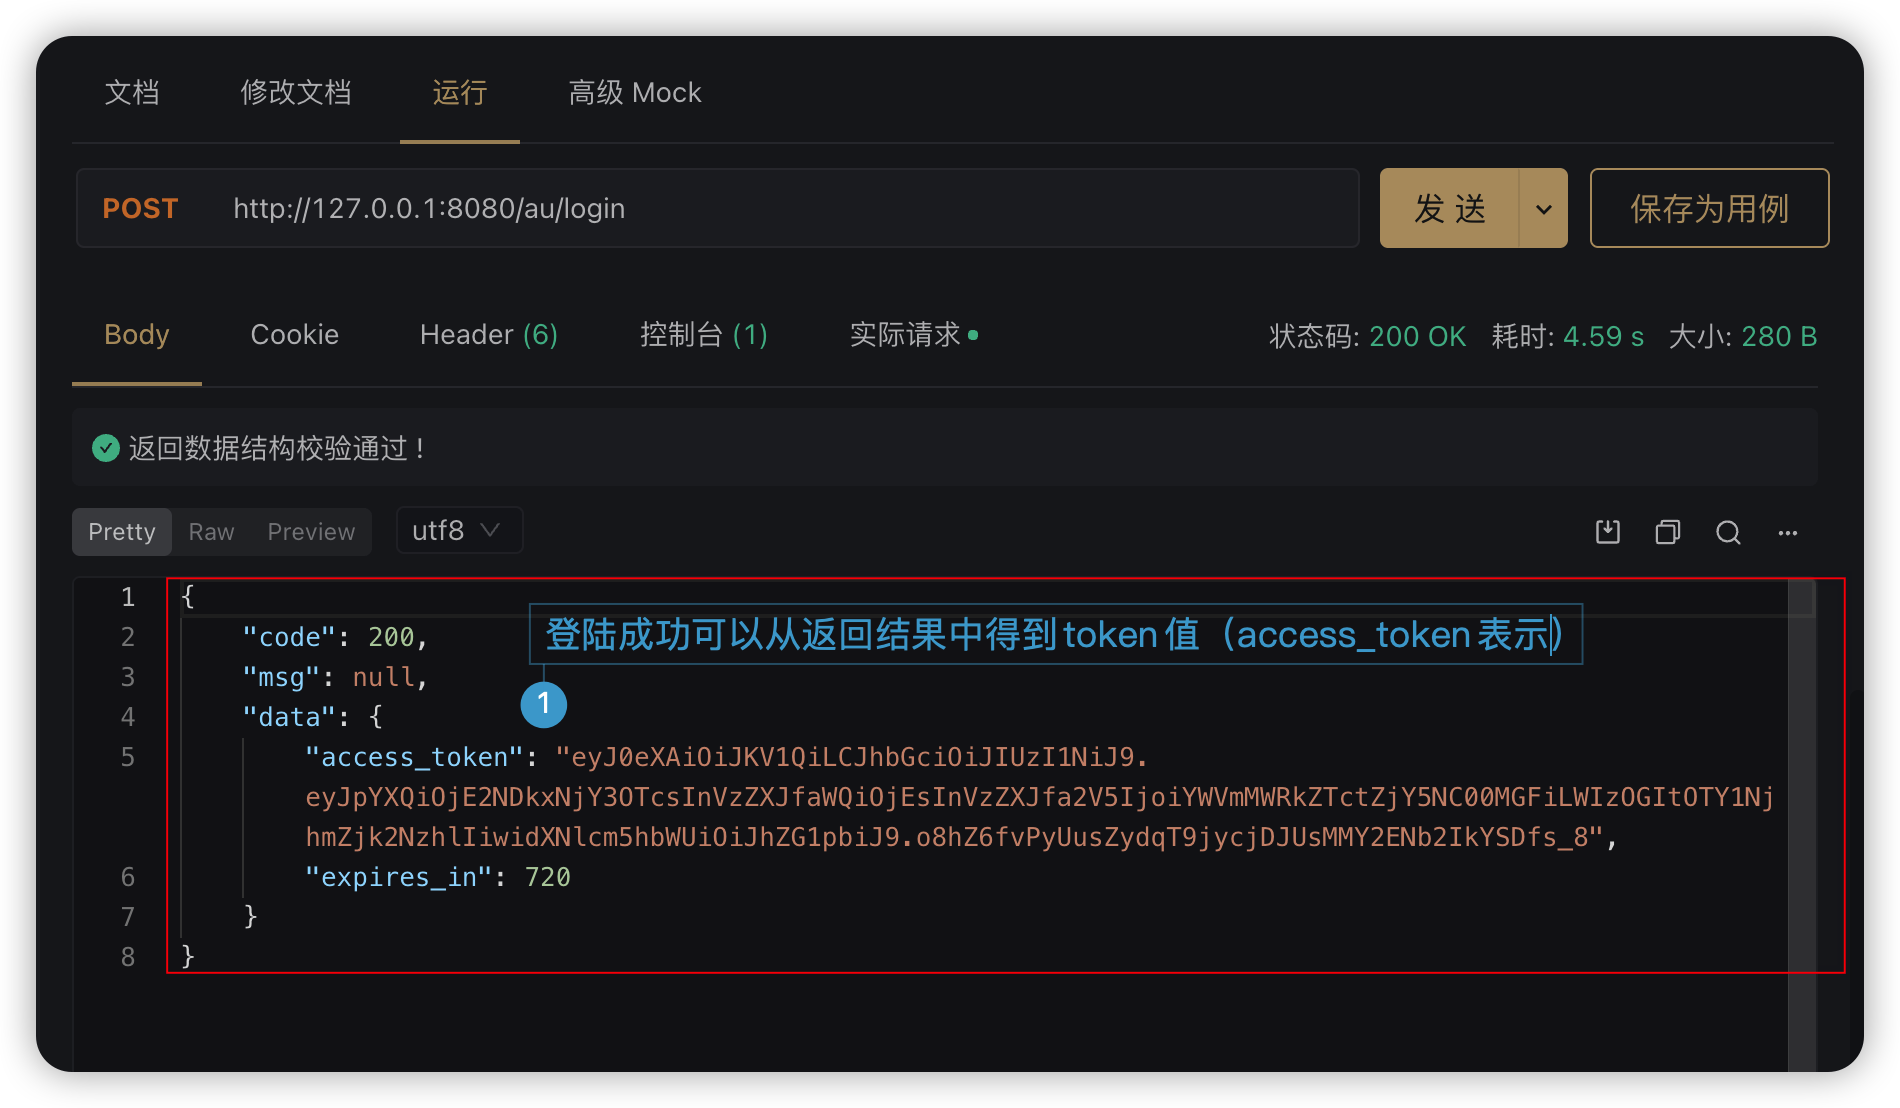 文档 修改文档 运行 高级 Mock
POST http://127.0.0.1:8080/au/login 发 送 保存为用例
Body Cookie Header (6) 控制台 (1) 实际请求 状态码: 200 OK 耗时: 4.59 s 大小: 280 B
返回数据结构校验通过！
Pretty Raw Preview utf8
1 {
登陆成功可以从返回结果中得到token值（access_token表示）
2 "code": 200,
3 "msg": null,
1
4 "data": {
5 "access_token": "eyJ0eXAiOiJKV1QiLCJhbGciOiJIUzI1NiJ9.
eyJpYXQiOjE2NDkxNjY3OTcsInVzZXJfaWQiOjEsInVzZXJfa2V5IjoiYWVmMWRkZTctZjY5NC00MGFiLWIzOGItOTY1Nj
hmZjk2NzhlIiwidXNlcm5hbWUiOiJhZG1pbiJ9.o8hZ6fvPyUusZydqT9jycjDJUsMMY2ENb2IkYSDfs_8",
6 "expires_in": 720
7 }
8 }